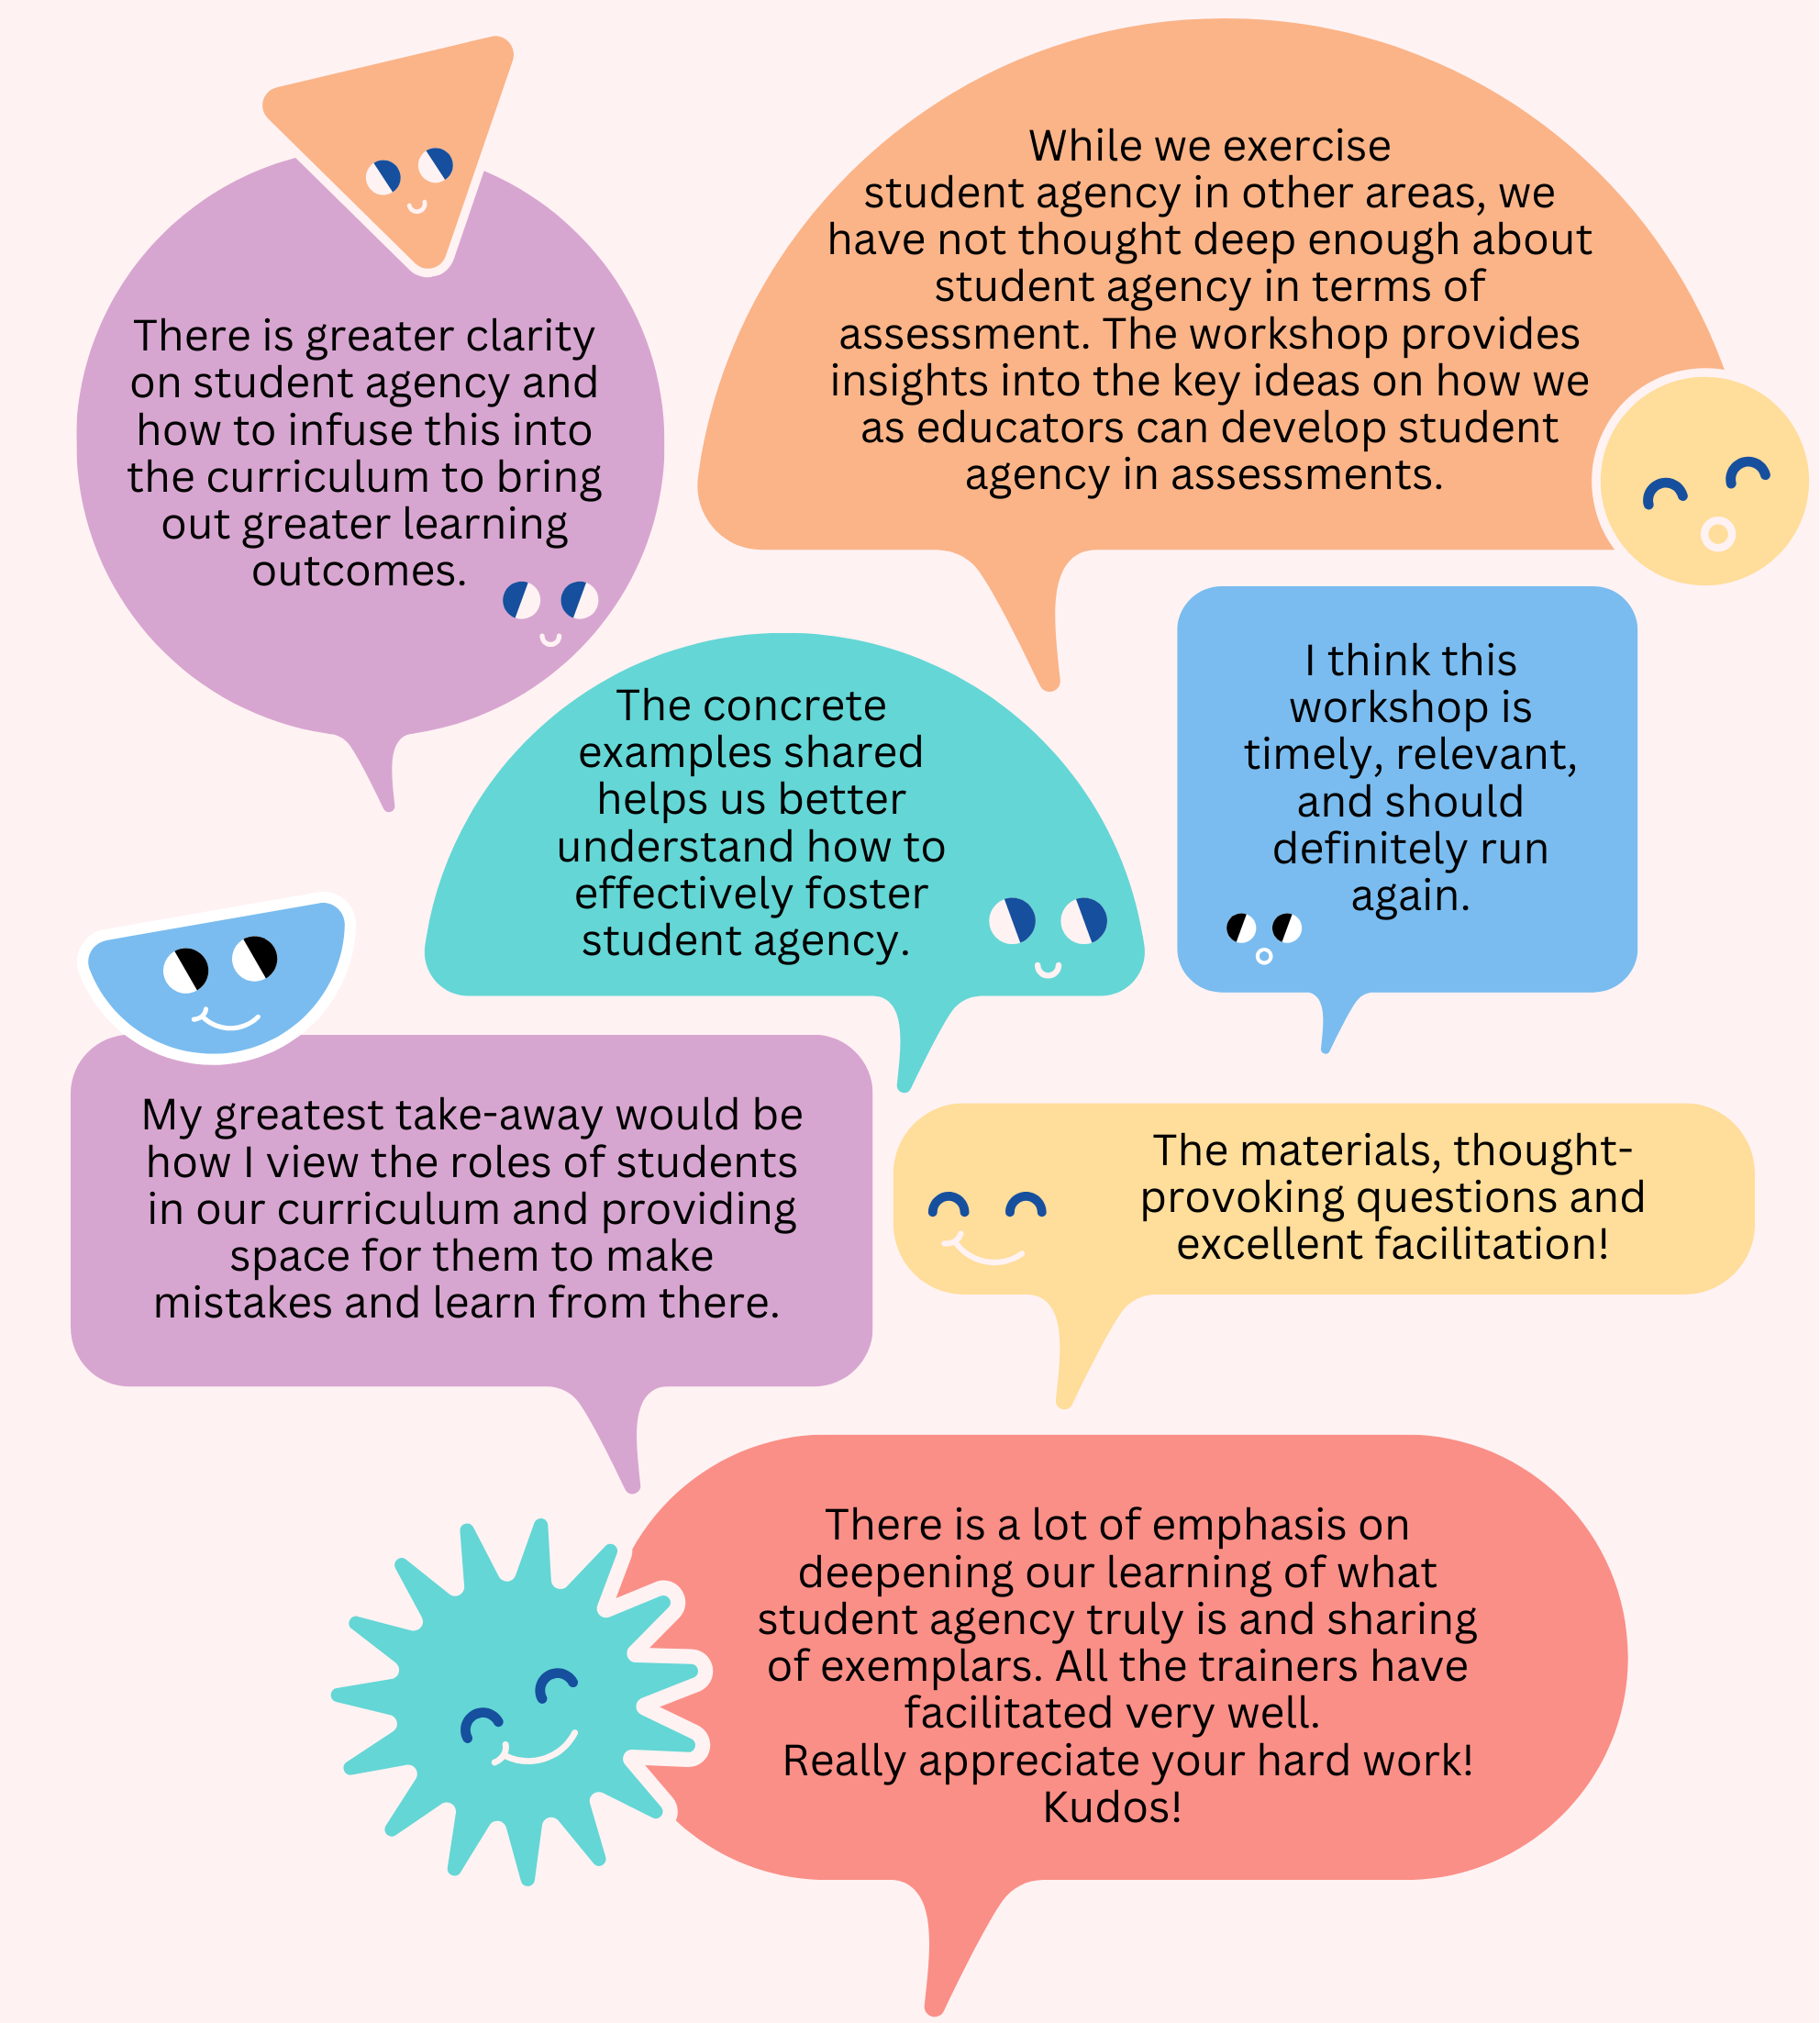 There is greater clarity
on student agency and
how to infuse this into
the curriculum to bring
out greater learning
outcomes.
While we exercise
student agency in other areas, we
have not thought deep enough about
student agency in terms of
assessment. The workshop provides
insights into the key ideas on how we
as educators can develop student
agency in assessments.
The concrete
examples shared
helps us better
understand how to
effectively foster
student agency.
I think this
workshop is
timely, relevant,
and should
definitely run
again.
My greatest take-away would be
how I view the roles of students
in our curriculum and providing
space for them to make
mistakes and learn from there.
The materials, thought-
provoking questions and
excellent facilitation!
There is a lot of emphasis on
deepening our learning of what
student agency truly is and sharing
of exemplars. All the trainers have
facilitated very well.
Really appreciate your hard work!
Kudos!